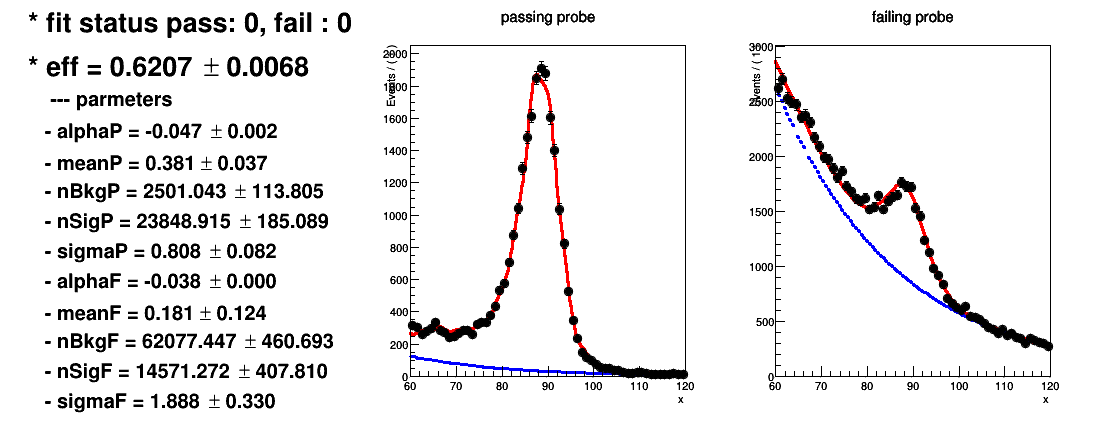 * fit status pass: 0, fail : 0
* eff = 0.6207 ± 0.0068
--- parmeters
- alphaP = -0.047 ± 0.002
- meanP = 0.381 ± 0.037
- nBkgP = 2501.043 ± 113.805
- nSigP = 23848.915 ± 185.089
- sigmaP = 0.808 ± 0.082
- alphaF = -0.038 ± 0.000
- meanF = 0.181 ± 0.124
- nBkgF = 62077.447 ± 460.693
- nSigF = 14571.272 ± 407.810
- sigmaF = 1.888 ± 0.330
passing probe
Events / (
2000
1800
1600
1400
1200
1000
800
600
400
200
0
60 70 80 90 100 110 120
x
failing probe
Events / ( 1
3000
2500
2000
1500
1000
500
0
60 70 80 90 100 110 120
x